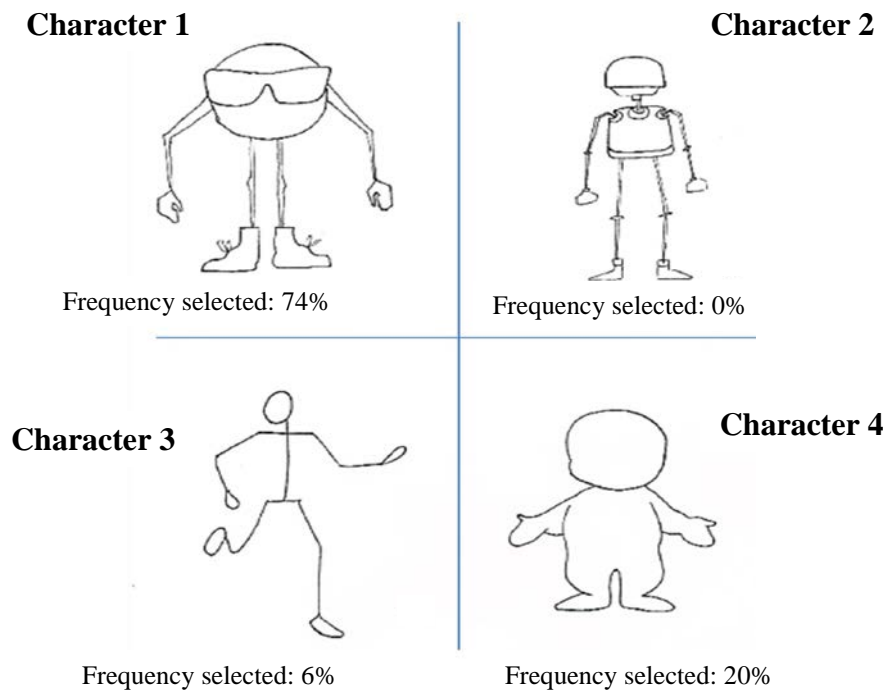 Character 1
Character 2
Frequency selected: 74%
Frequency selected: 0%
Character 3
Character 4
Frequency selected: 6%
Frequency selected: 20%